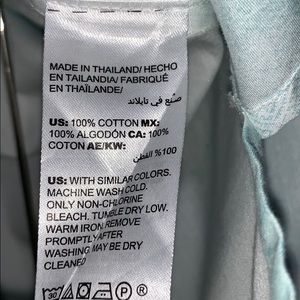 MADE IN THAILAND/ HECHO
EN TAILANDIA/ FABRIQUÉ
EN THAÏLANDE/
صنع في تايلاند
US: 100% COTTON MX:
100% ALGODÓN CA: 100%
COTON AE/KW:
100% القطن
US: WITH SIMILAR COLORS.
MACHINE WASH COLD.
ONLY NON-CHLORINE
BLEACH. TUMBLE DRY LOW.
WARM IRON REMOVE
PROMPTLY AFTER
WASHING MAY BE DRY
CLEANED
30 P